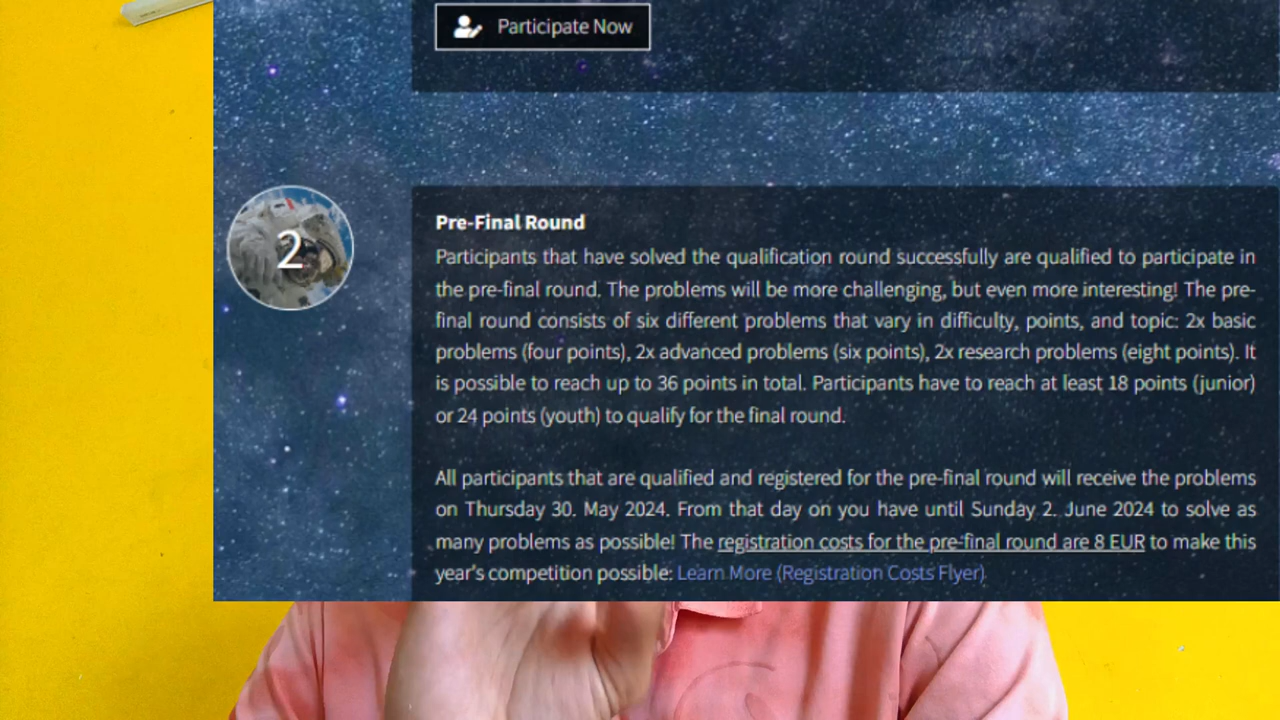 Participate Now
2
Pre-Final Round
Participants that have solved the qualification round successfully are qualified to participate in
the pre-final round. The problems will be more challenging, but even more interesting! The pre-
final round consists of six different problems that vary in difficulty, points, and topic: 2x basic
problems (four points), 2x advanced problems (six points), 2x research problems (eight points). It
is possible to reach up to 36 points in total. Participants have to reach at least 18 points (junior)
or 24 points (youth) to qualify for the final round.
All participants that are qualified and registered for the pre-final round will receive the problems
on Thursday 30. May 2024. From that day on you have until Sunday 2. June 2024 to solve as
many problems as possible! The registration costs for the pre-final round are 8 EUR to make this
year's competition possible: Learn More (Registration Costs Flyer)